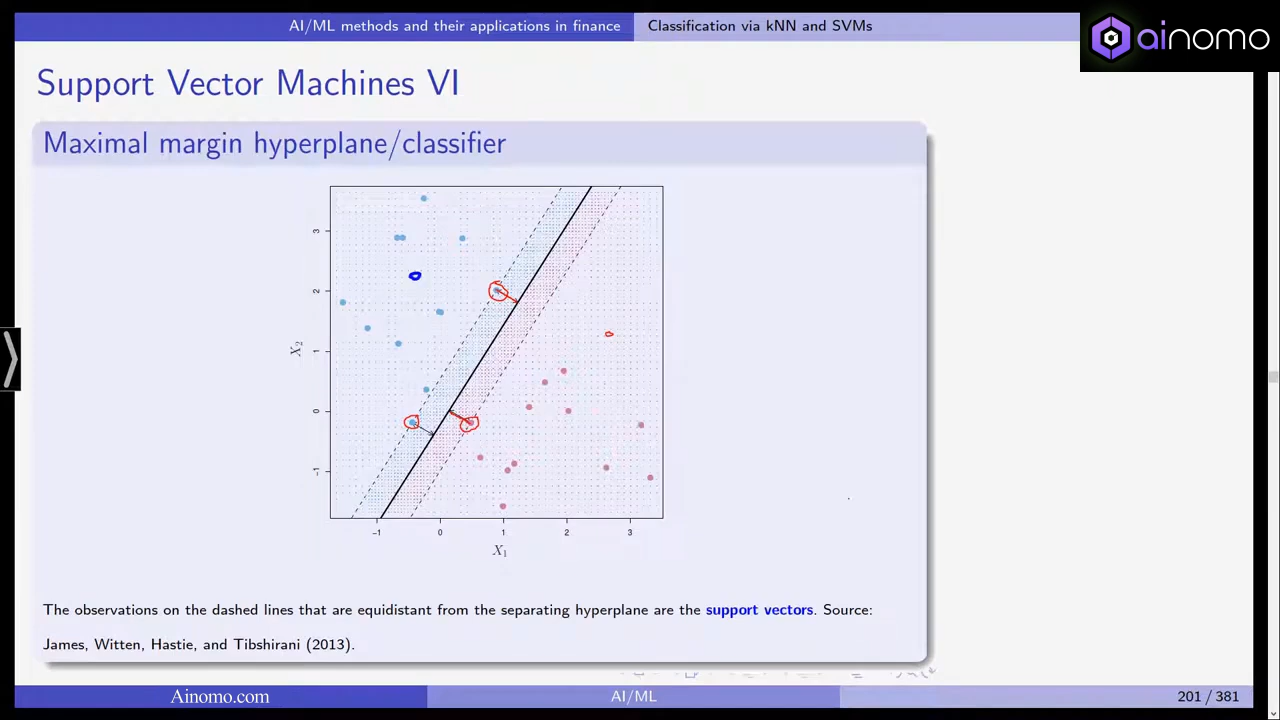 AI/ML methods and their applications in finance
Classification via kNN and SVMs
ainomo
Support Vector Machines VI
Maximal margin hyperplane/classifier
3
2
1
0
−1
X₂
−1 0 1 2 3
X₁
The observations on the dashed lines that are equidistant from the separating hyperplane are the support vectors. Source:
James, Witten, Hastie, and Tibshirani (2013).
Ainomo.com
AI/ML
201 / 381